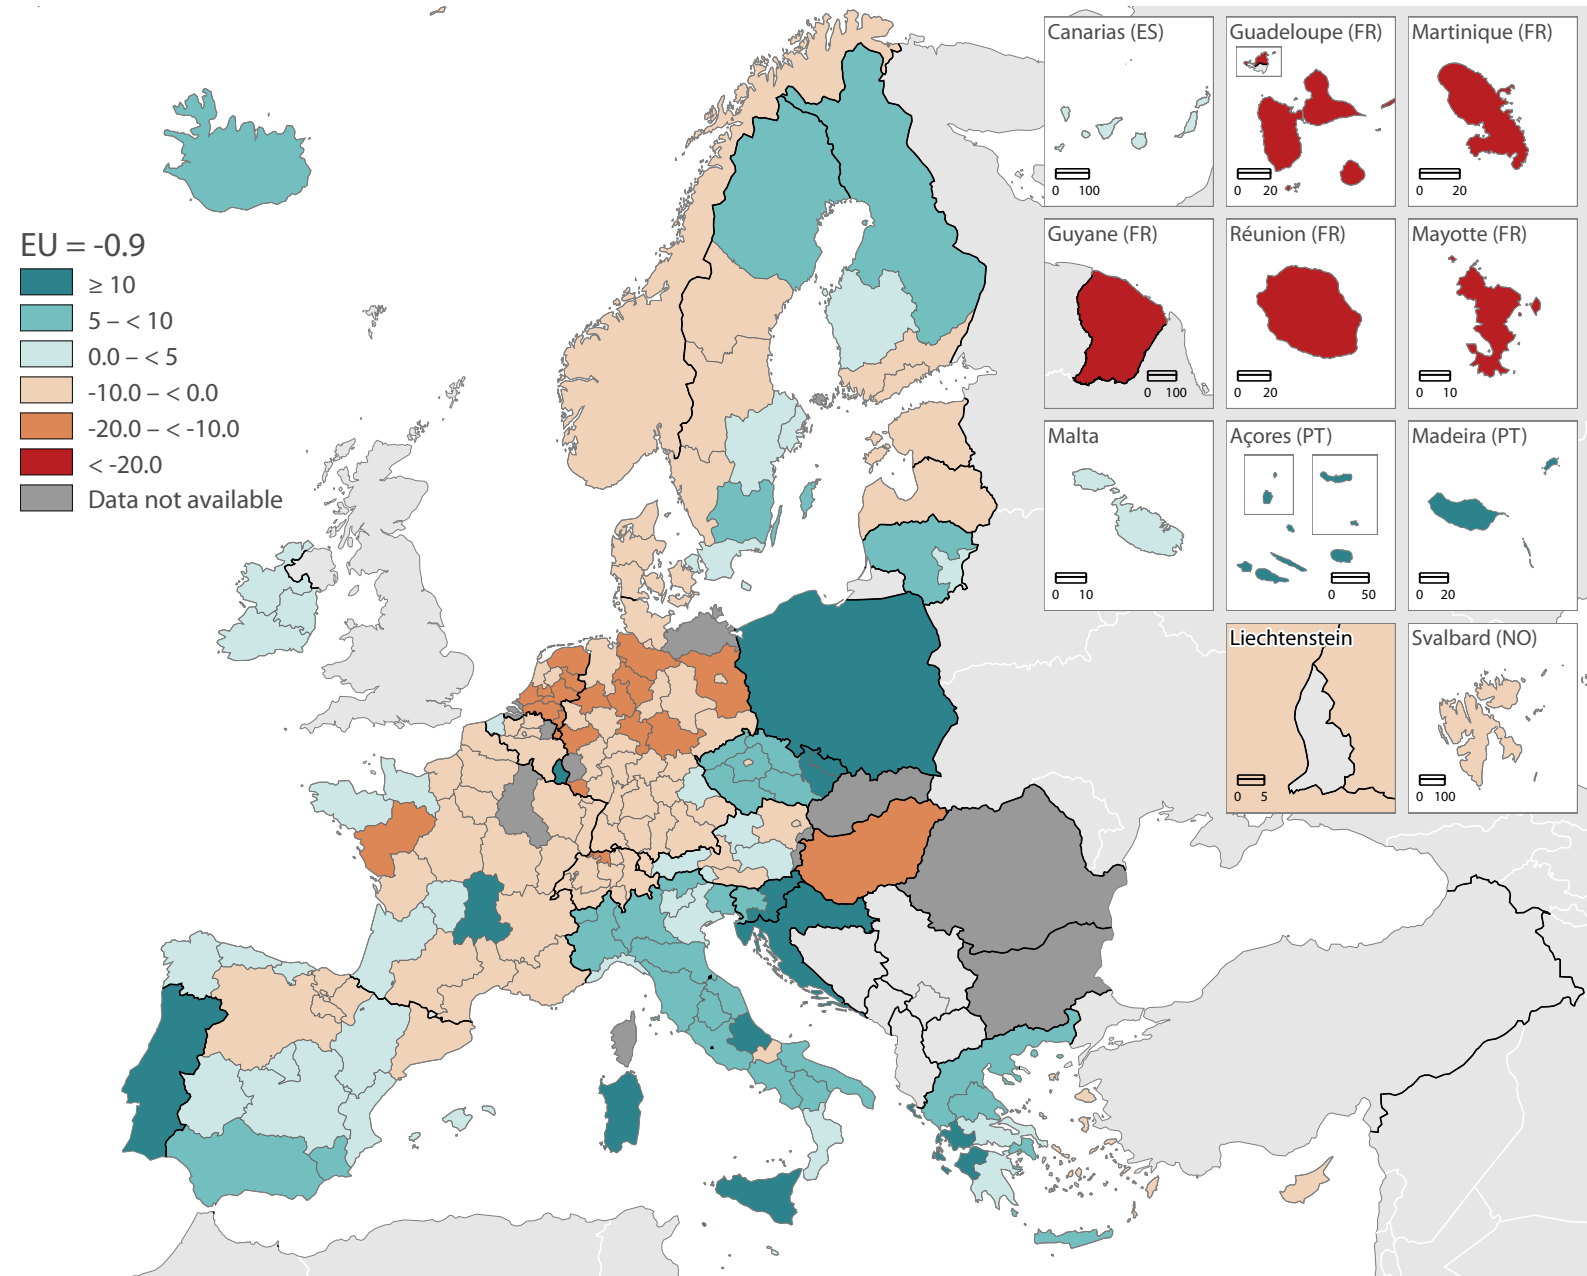 EU = -0.9
≥ 10
5 – < 10
0.0 – < 5
-10.0 – < 0.0
-20.0 – < -10.0
< -20.0
Data not available
Canarias (ES)
0 100
Guadeloupe (FR)
0 20
Martinique (FR)
0 20
Guyane (FR)
0 100
Réunion (FR)
0 20
Mayotte (FR)
0 10
Malta
0 10
Açores (PT)
0 50
Madeira (PT)
0 20
Liechtenstein
0 5
Svalbard (NO)
0 100